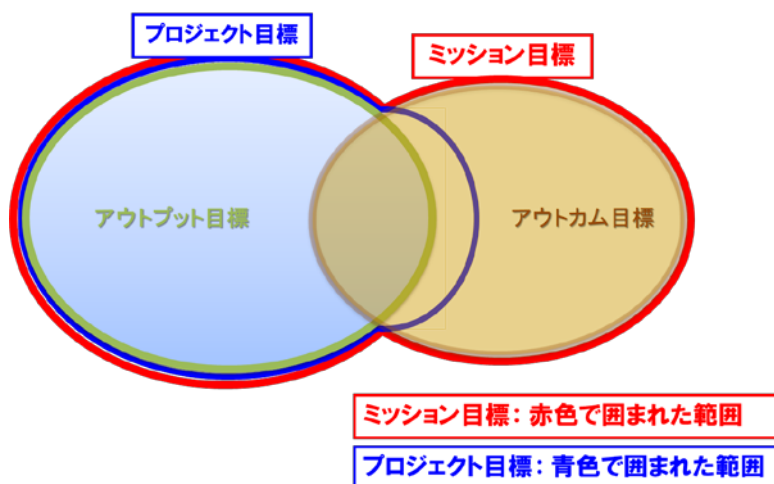 プロジェクト目標
ミッション目標
アウトプット目標
アウトカム目標
ミッション目標：赤色で囲まれた範囲
プロジェクト目標：青色で囲まれた範囲